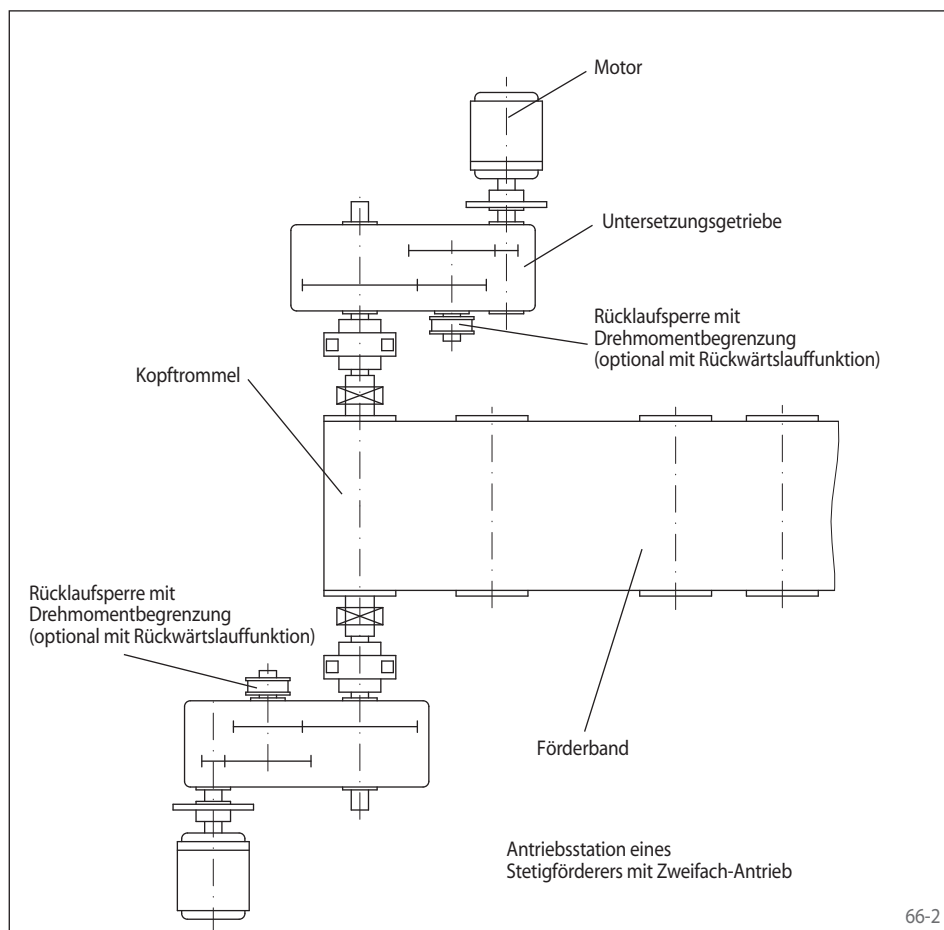 Motor
Untersetzungsgetriebe
Rücklaufsperre mit
Drehmomentbegrenzung
(optional mit Rückwärtslauffunktion)
Kopftrommel
Rücklaufsperre mit
Drehmomentbegrenzung
(optional mit Rückwärtslauffunktion)
Förderband
Antriebsstation eines
Stetigförderers mit Zweifach-Antrieb
66-2